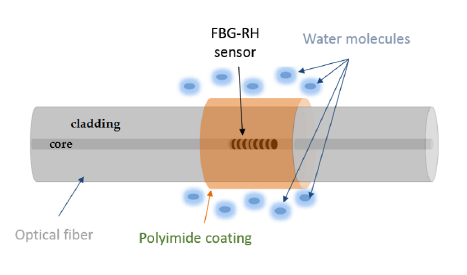 FBG-RH
sensor
Water molecules
cladding
core
Optical fiber
Polyimide coating